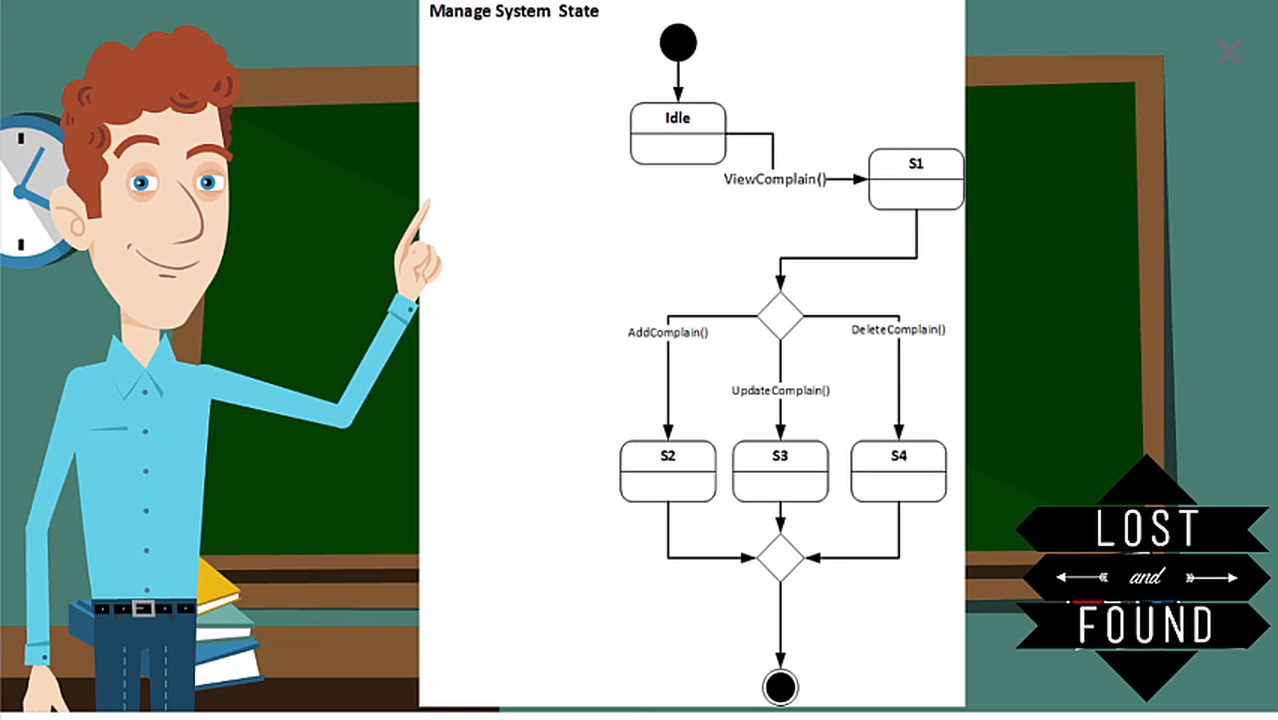 Manage System State
Idle
ViewComplain()
S1
AddComplain()
DeleteComplain()
UpdateComplain()
S2
S3
S4
LOST
and
FOUND